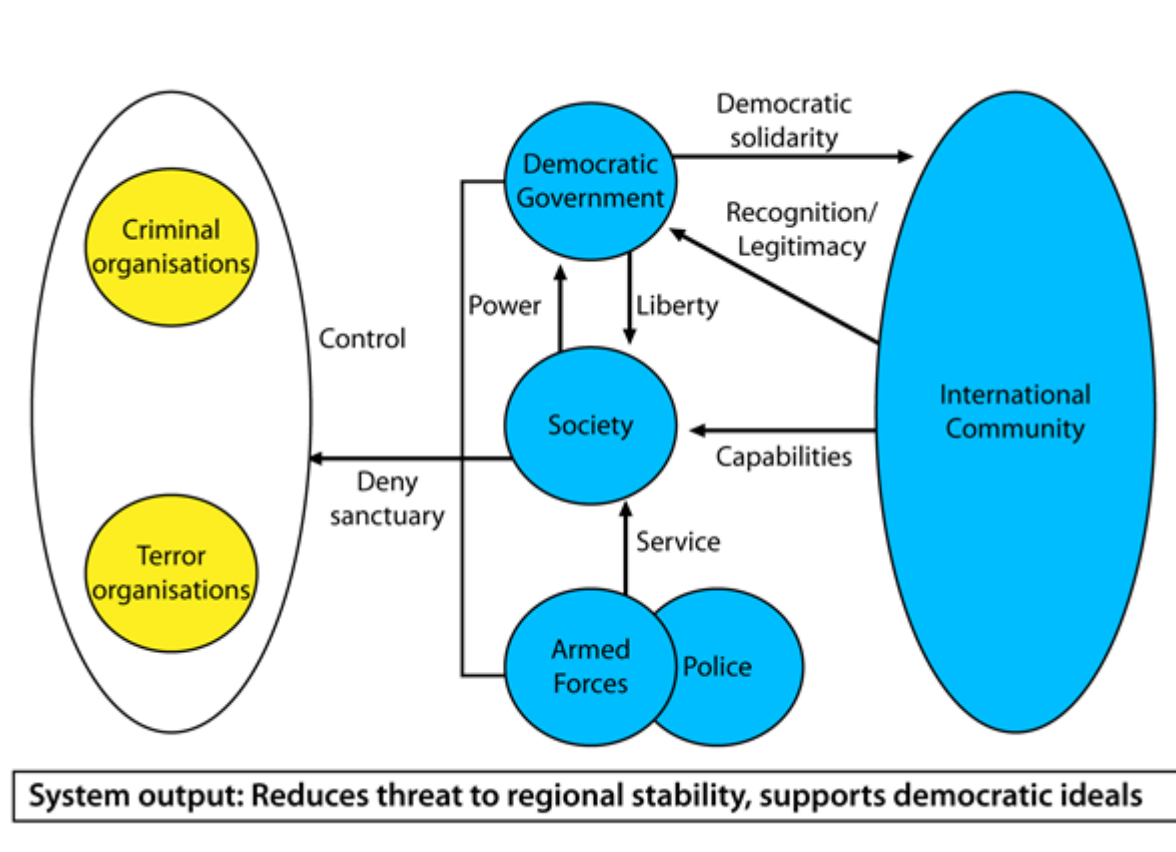 Democratic
solidarity
Democratic
Government
Criminal
organisations
Recognition/
Legitimacy
Power
Liberty
Control
Society
International
Community
Capabilities
Deny
sanctuary
Service
Terror
organisations
Armed
Forces
Police
System output: Reduces threat to regional stability, supports democratic ideals